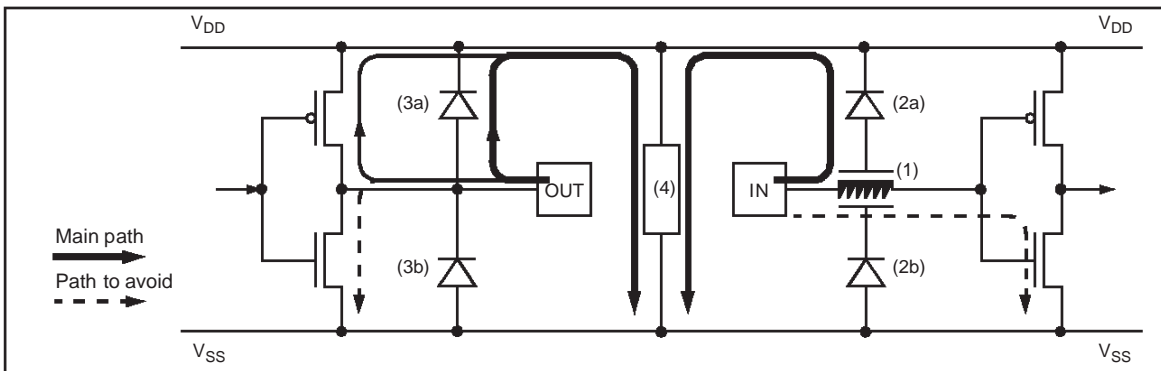 VDD
VDD
(3a)
(2a)
(1)
OUT
(4)
IN
Main path
(3b)
(2b)
Path to avoid
VSS
VSS